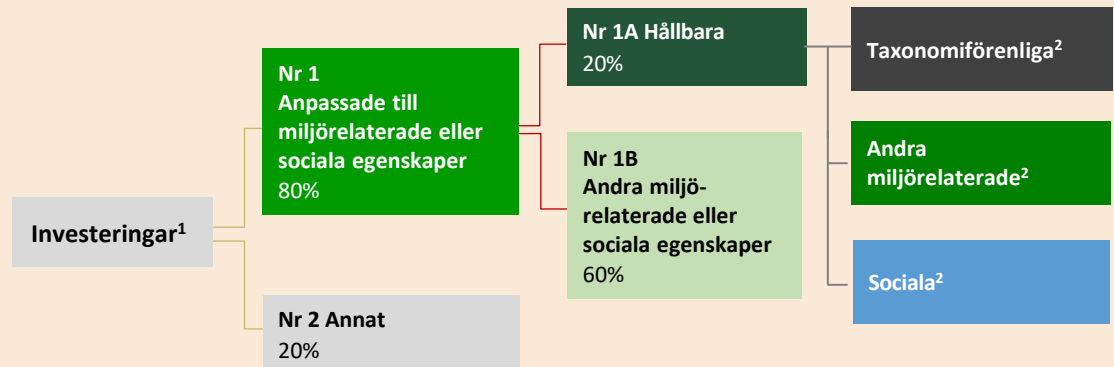 Investeringar¹
Nr 1
Anpassade till
miljörelaterade eller
sociala egenskaper
80%
Nr 2 Annat
20%
Nr 1A Hållbara
20%
Nr 1B
Andra miljö-
relaterade eller
sociala egenskaper
60%
Taxonomiförenliga²
Andra
miljörelaterade²
Sociala²